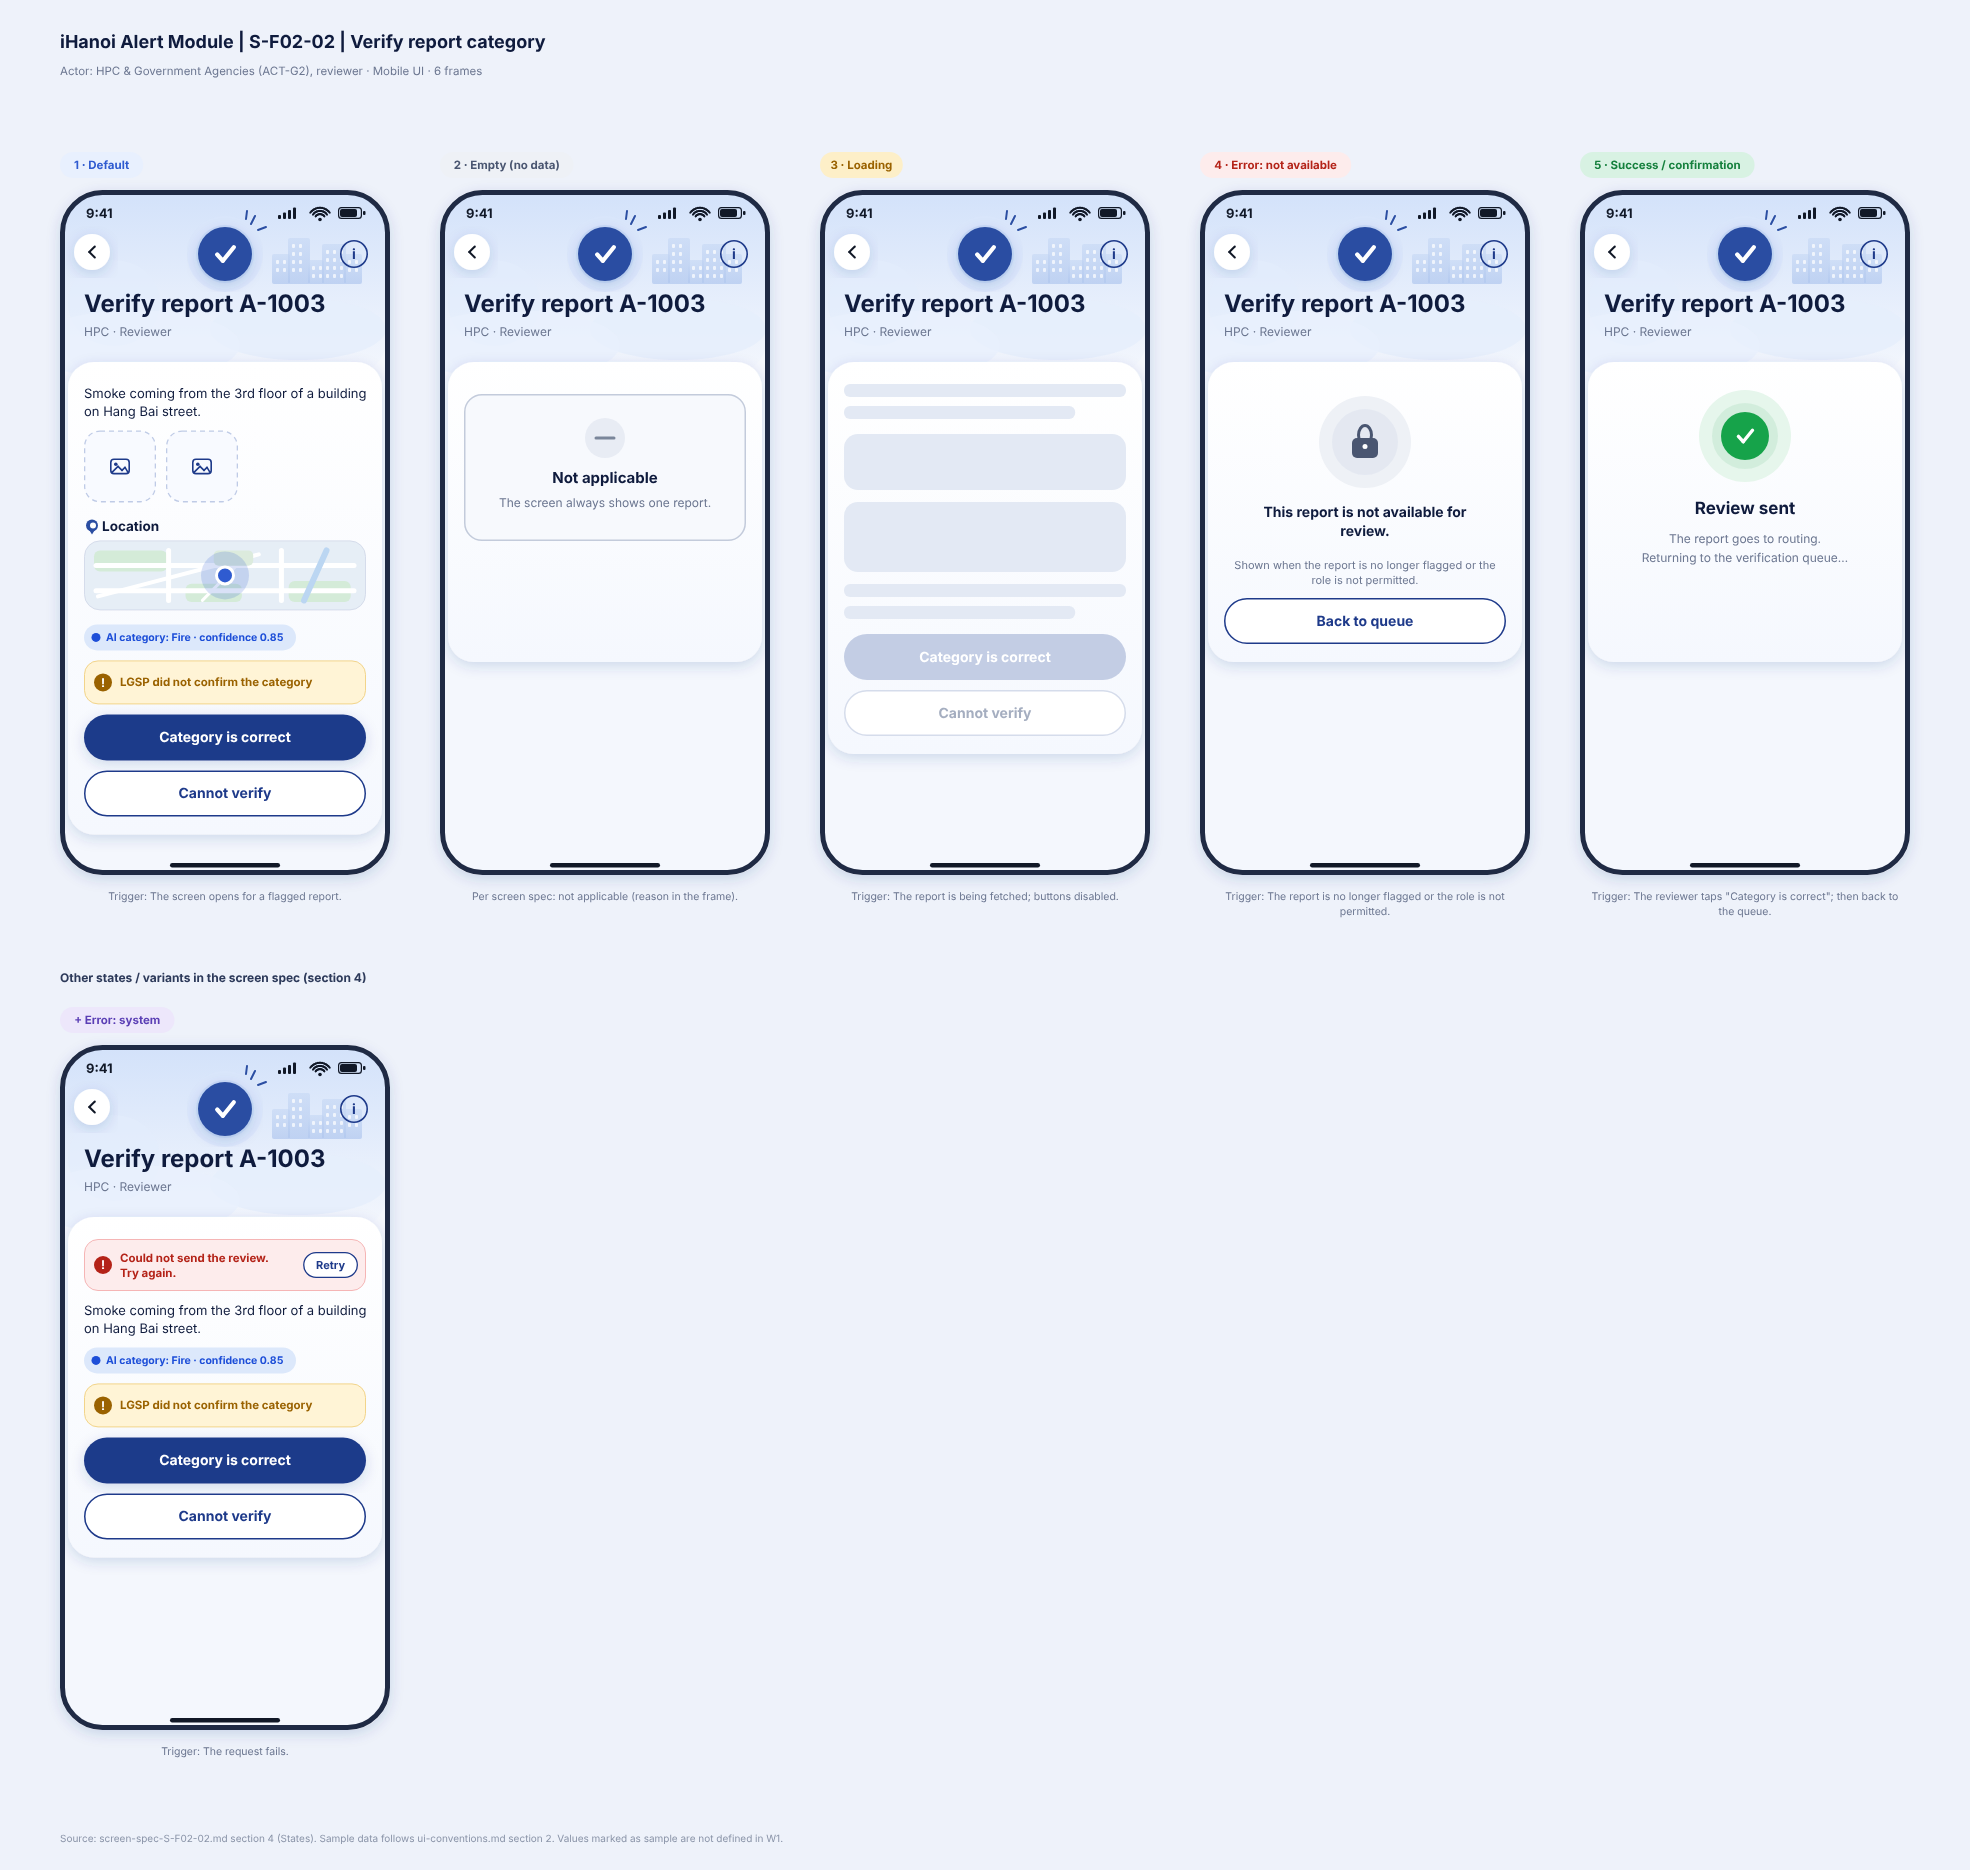 iHanoi Alert Module | S-F02-02 | Verify report category
Actor: HPC & Government Agencies (ACT-G2), reviewer · Mobile UI · 6 frames
1 · Default
9:41
i
Verify report A-1003
HPC · Reviewer
Smoke coming from the 3rd floor of a building
on Hang Bai street.
Location
AI category: Fire · confidence 0.85
! LGSP did not confirm the category
Category is correct
Cannot verify
Trigger: The screen opens for a flagged report.
2 · Empty (no data)
9:41
i
Verify report A-1003
HPC · Reviewer
Not applicable
The screen always shows one report.
Per screen spec: not applicable (reason in the frame).
3 · Loading
9:41
i
Verify report A-1003
HPC · Reviewer
Category is correct
Cannot verify
Trigger: The report is being fetched; buttons disabled.
4 · Error: not available
9:41
i
Verify report A-1003
HPC · Reviewer
This report is not available for
review.
Shown when the report is no longer flagged or the
role is not permitted.
Back to queue
Trigger: The report is no longer flagged or the role is not
permitted.
5 · Success / confirmation
9:41
i
Verify report A-1003
HPC · Reviewer
Review sent
The report goes to routing.
Returning to the verification queue...
Trigger: The reviewer taps "Category is correct"; then back to
the queue.
Other states / variants in the screen spec (section 4)
+ Error: system
9:41
i
Verify report A-1003
HPC · Reviewer
! Could not send the review.
Try again.
Retry
Smoke coming from the 3rd floor of a building
on Hang Bai street.
AI category: Fire · confidence 0.85
! LGSP did not confirm the category
Category is correct
Cannot verify
Trigger: The request fails.
Source: screen-spec-S-F02-02.md section 4 (States). Sample data follows ui-conventions.md section 2. Values marked as sample are not defined in W1.